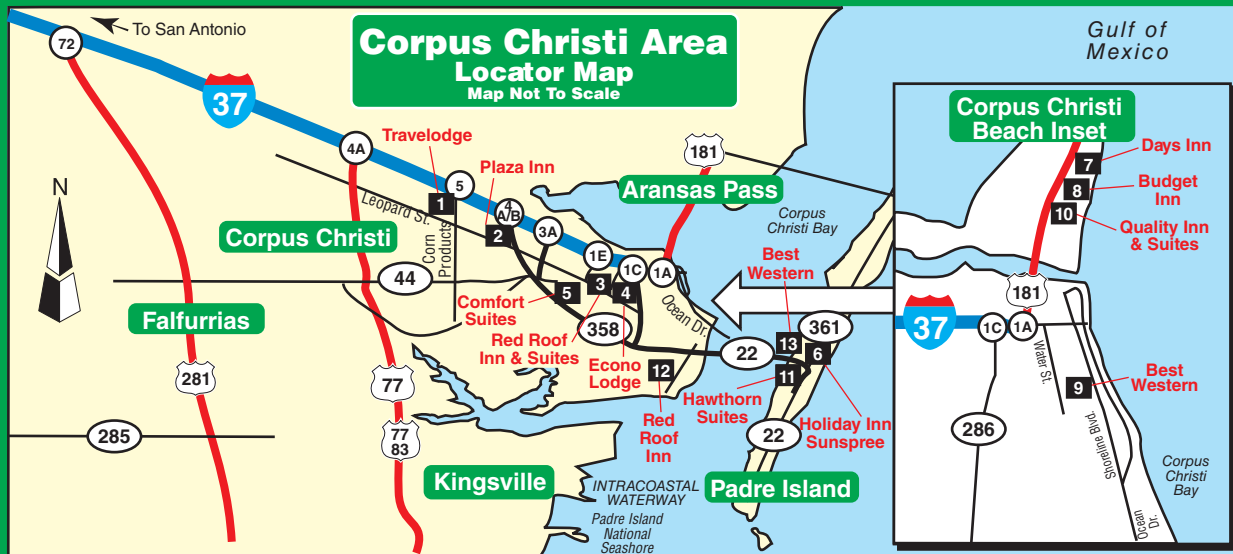 To San Antonio
72
37
Corpus Christi Area
Locator Map
Map Not To Scale
Gulf of
Mexico
Travelodge
4A
Plaza Inn
181
5
1
4
A/B
2
3A
Aransas Pass
N
Leopard St.
Corn
Products
Corpus Christi
Corpus
Christi Bay
1E
1C
1A
44
Comfort
Suites
5
3
4
Ocean Dr.
Best
Western
Falfurrias
358
Red Roof
Inn & Suites
Econo
Lodge
361
13
6
22
12
11
281
77
Hawthorn
Suites
Holiday Inn
Sunspree
Red
Roof
Inn
285
77
83
22
Kingsville
INTRACOASTAL
WATERWAY
Padre Island
Padre Island
National
Seashore
Corpus Christi
Beach Inset
7
Days Inn
8
Budget
Inn
10
Quality Inn
& Suites
181
37
1C
1A
Water St.
9
Best
Western
286
Shoreline Blvd.
Corpus
Christi
Bay
Ocean
Dr.